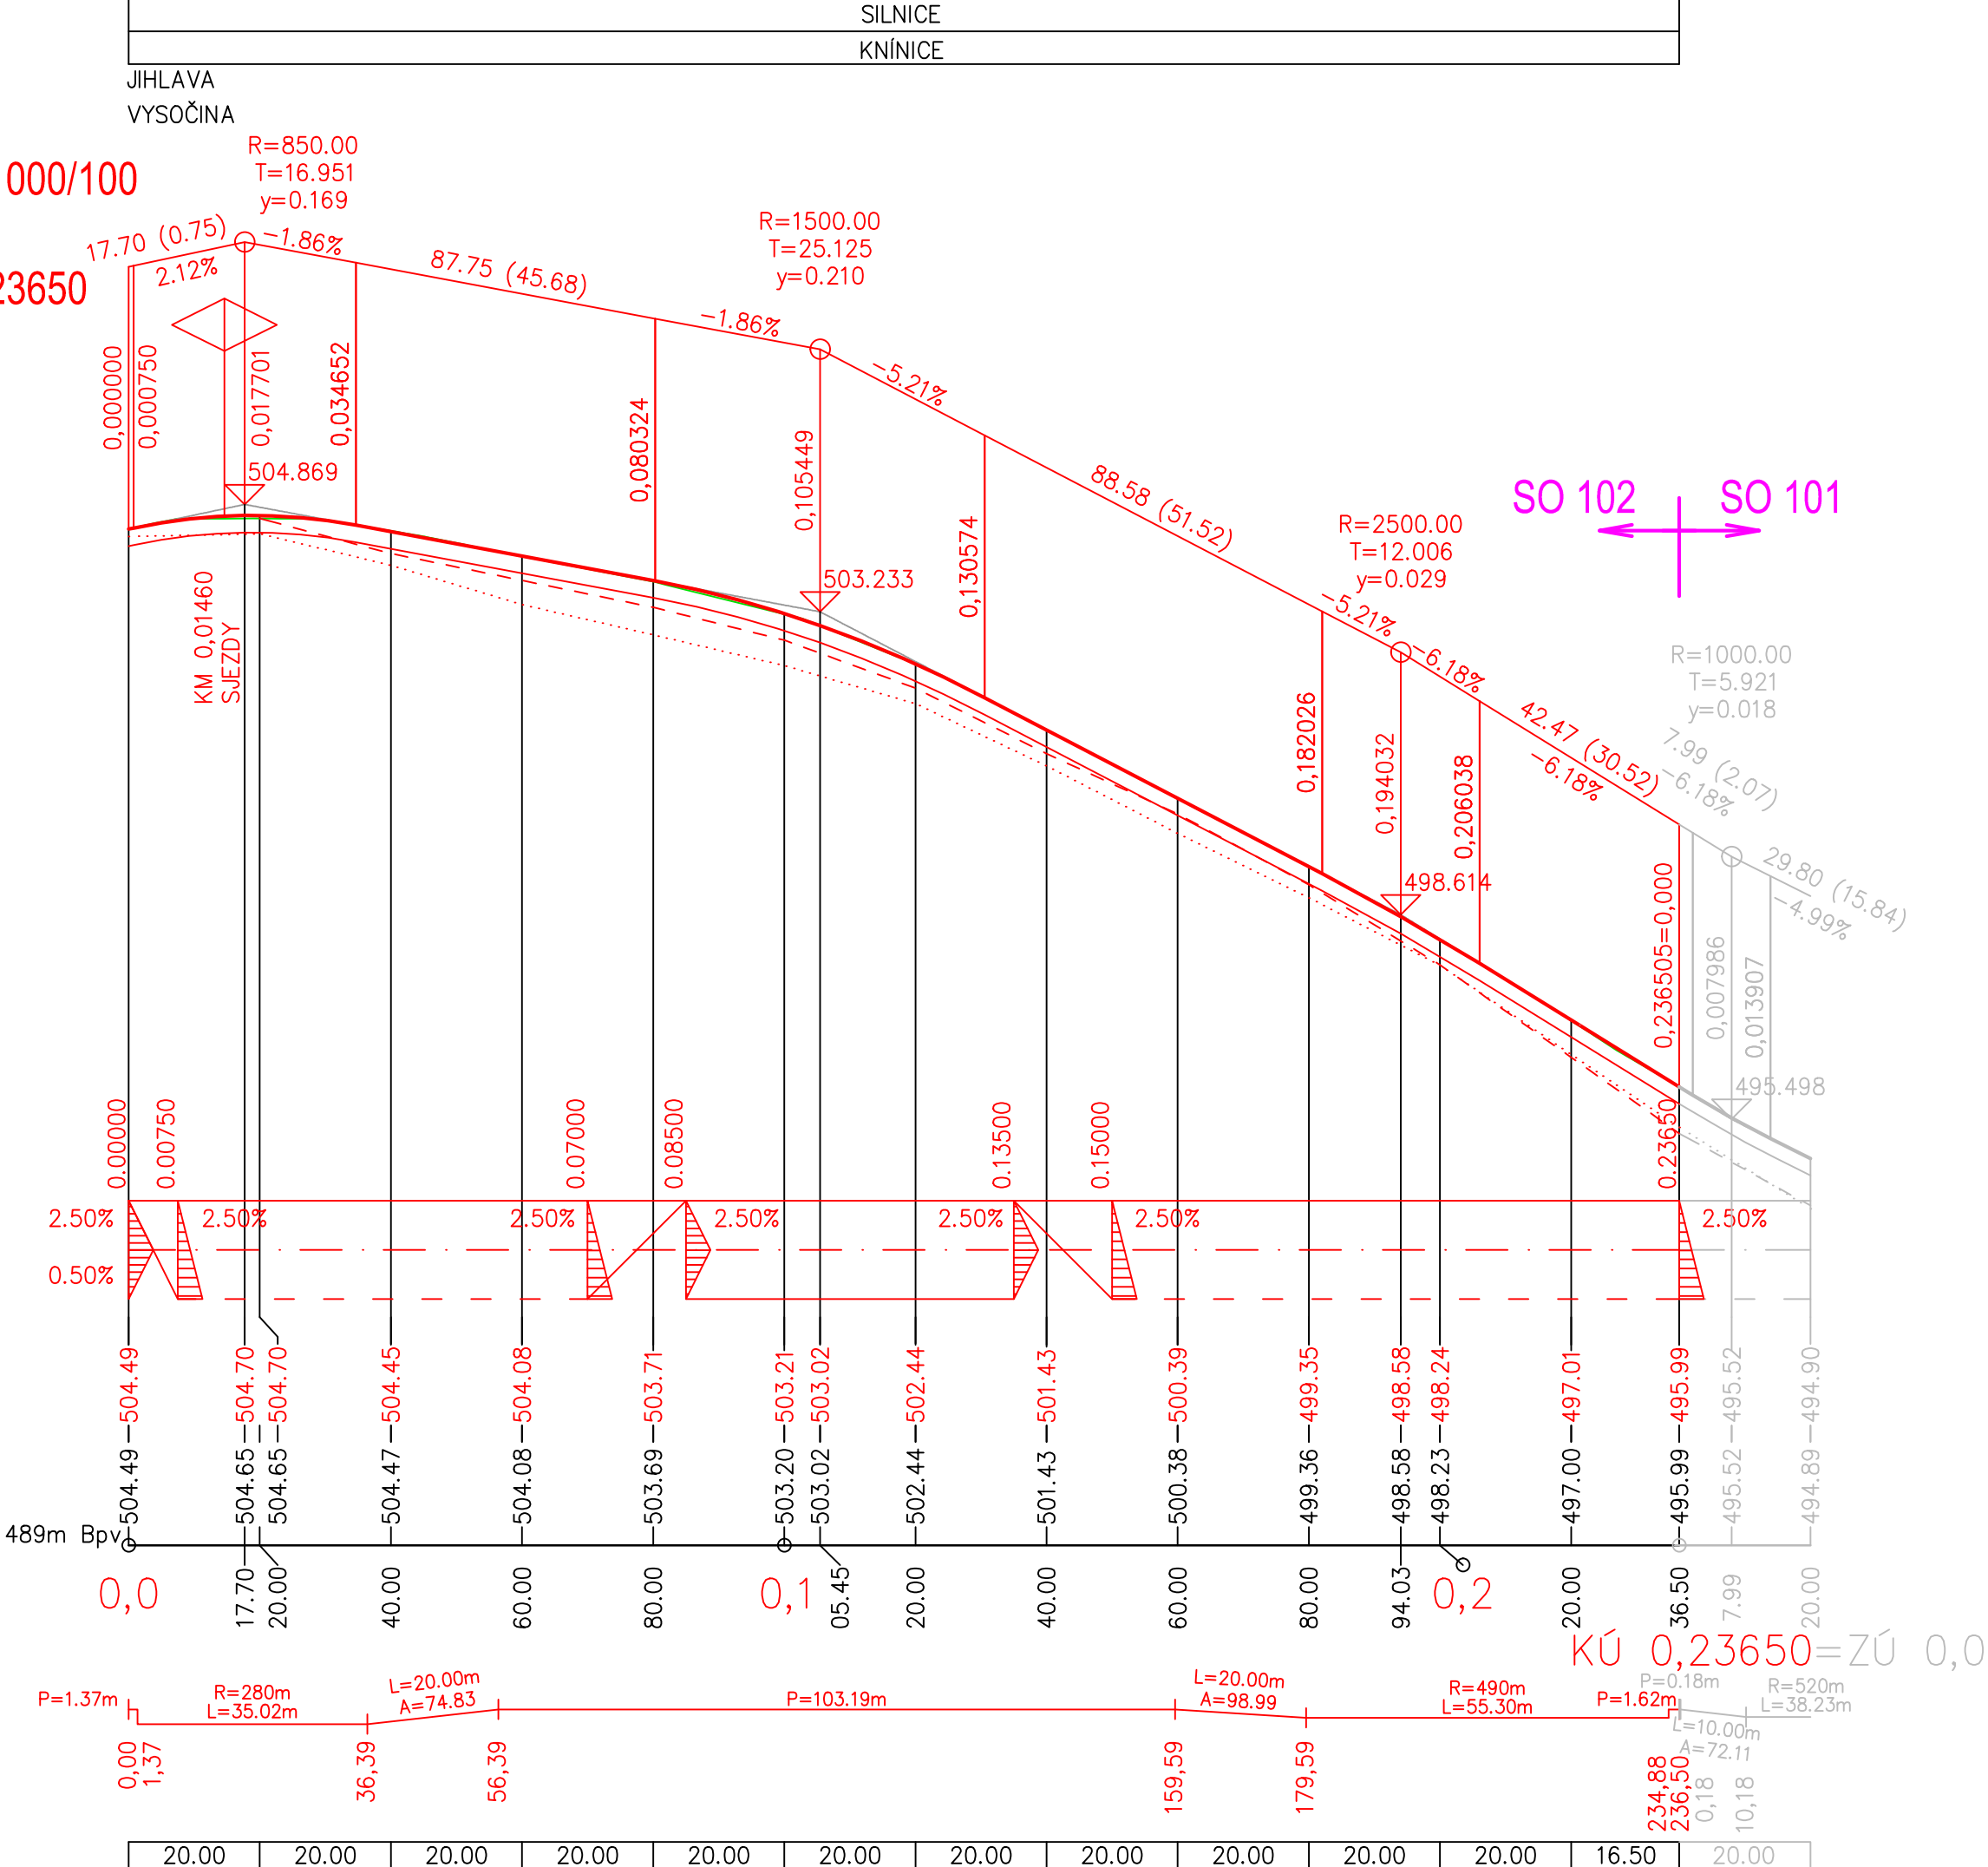 SILNICE
KNÍNICE
JIHLAVA
VYSOČINA
000/100
23650
R=850.00
T=16.951
y=0.169
17.70 (0.75)
2.12%
-1.86%
87.75 (45.68)
-1.86%
R=1500.00
T=25.125
y=0.210
-5.21%
88.58 (51.52)
R=2500.00
T=12.006
y=0.029
-5.21%
-6.18%
42.47 (30.52)
-6.18%
SO 102
SO 101
R=1000.00
T=5.921
y=0.018
7.99 (2.07)
-6.18%
29.80 (15.84)
-4.99%
0,000000
0,000750
0,017701
0,034652
0,080324
0,105449
0,130574
0,182026
0,194032
0,206038
0,236505=0,000
0,007986
0,013907
504.869
503.233
498.614
495.498
KM 0,01460
SJEZDY
0.00000
0.00750
0.07000
0.08500
0.13500
0.15000
0.23650
2.50%
2.50%
2.50%
2.50%
2.50%
2.50%
2.50%
0.50%
504.49
504.70
504.70
504.45
504.08
503.71
503.21
503.02
502.44
501.43
500.39
499.35
498.58
498.24
497.01
495.99
495.52
494.90
504.49
504.65
504.65
504.47
504.08
503.69
503.20
503.02
502.44
501.43
500.38
499.36
498.58
498.23
497.00
495.99
495.52
494.89
489m Bpv
0,0
17.70
20.00
40.00
60.00
80.00
0,1
05.45
20.00
40.00
60.00
80.00
94.03
0,2
20.00
36.50
7.99
20.00
KÚ 0,23650=ZÚ 0,0
P=1.37m
R=280m
L=35.02m
L=20.00m
A=74.83
P=103.19m
L=20.00m
A=98.99
R=490m
L=55.30m
P=1.62m
P=0.18m
L=10.00m
A=72.11
R=520m
L=38.23m
0,00
1,37
36,39
56,39
159,59
179,59
234,88
236,50
0,18
10,18
20.00 20.00 20.00 20.00 20.00 20.00 20.00 20.00 20.00 20.00 20.00 16.50 20.00